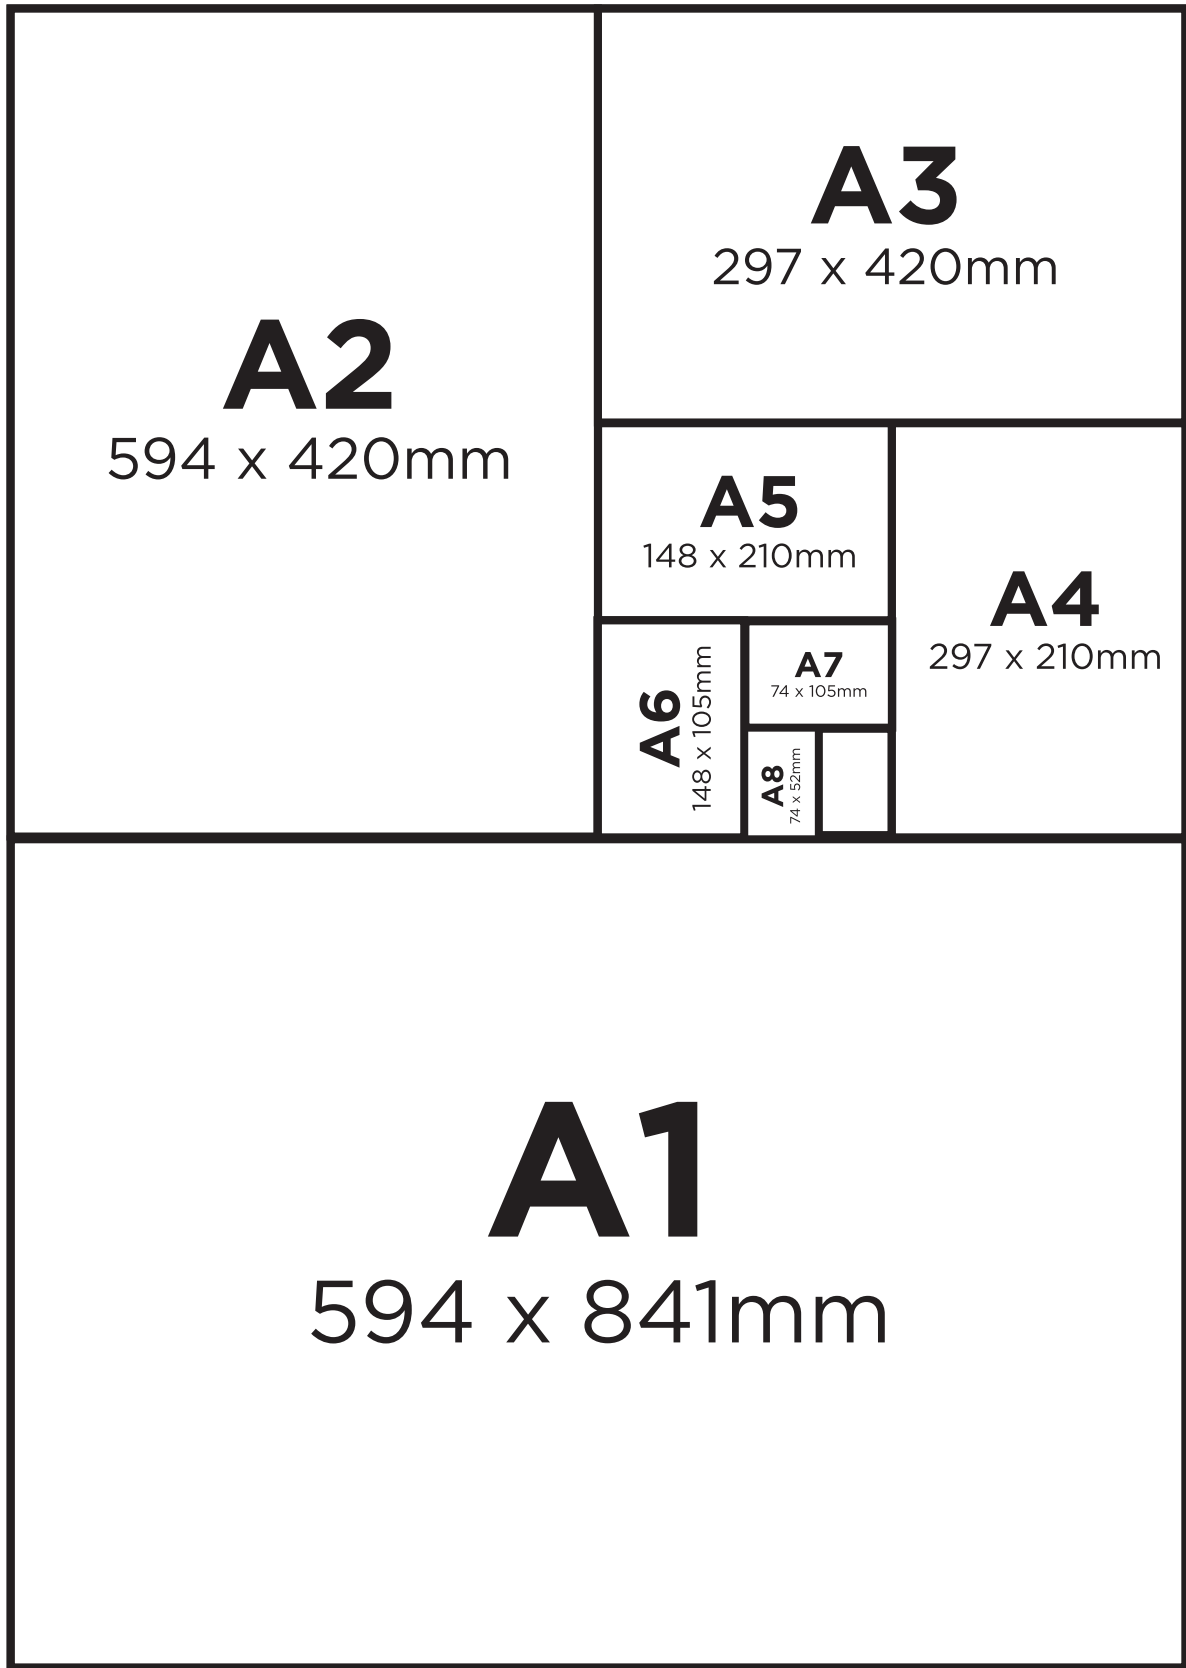 A3
297 x 420mm
A2
594 x 420mm
A5
148 x 210mm
A4
297 x 210mm
A6
148 x 105mm
A7
74 x 105mm
A8
74 x 52mm
A1
594 x 841mm